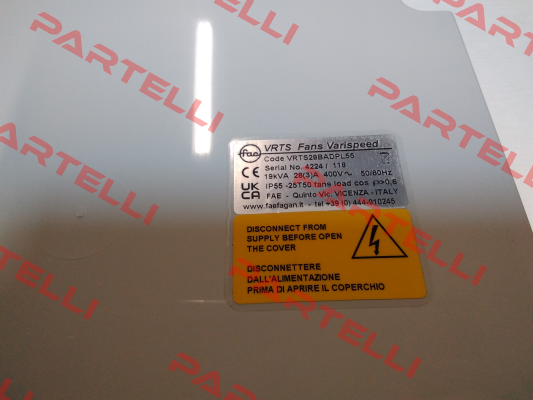 PARTELLI
PARTELLI
PARTELLI
PARTELLI
PARTELLI
fae
VRTS Fans Varispeed
Code VRTS28BADPL55
Serial No. 4224 / 118
19kVA 28(3)A 400V~ 50/60Hz
IP55 -25T50 fans load cos φ>0,6
FAE - Quinto Vic. VICENZA - ITALY
www.faefagan.it - tel +39 (0) 444-910245
CE
UK
CA
DISCONNECT FROM
SUPPLY BEFORE OPEN
THE COVER
DISCONNETTERE
DALL'ALIMENTAZIONE
PRIMA DI APRIRE IL COPERCHIO